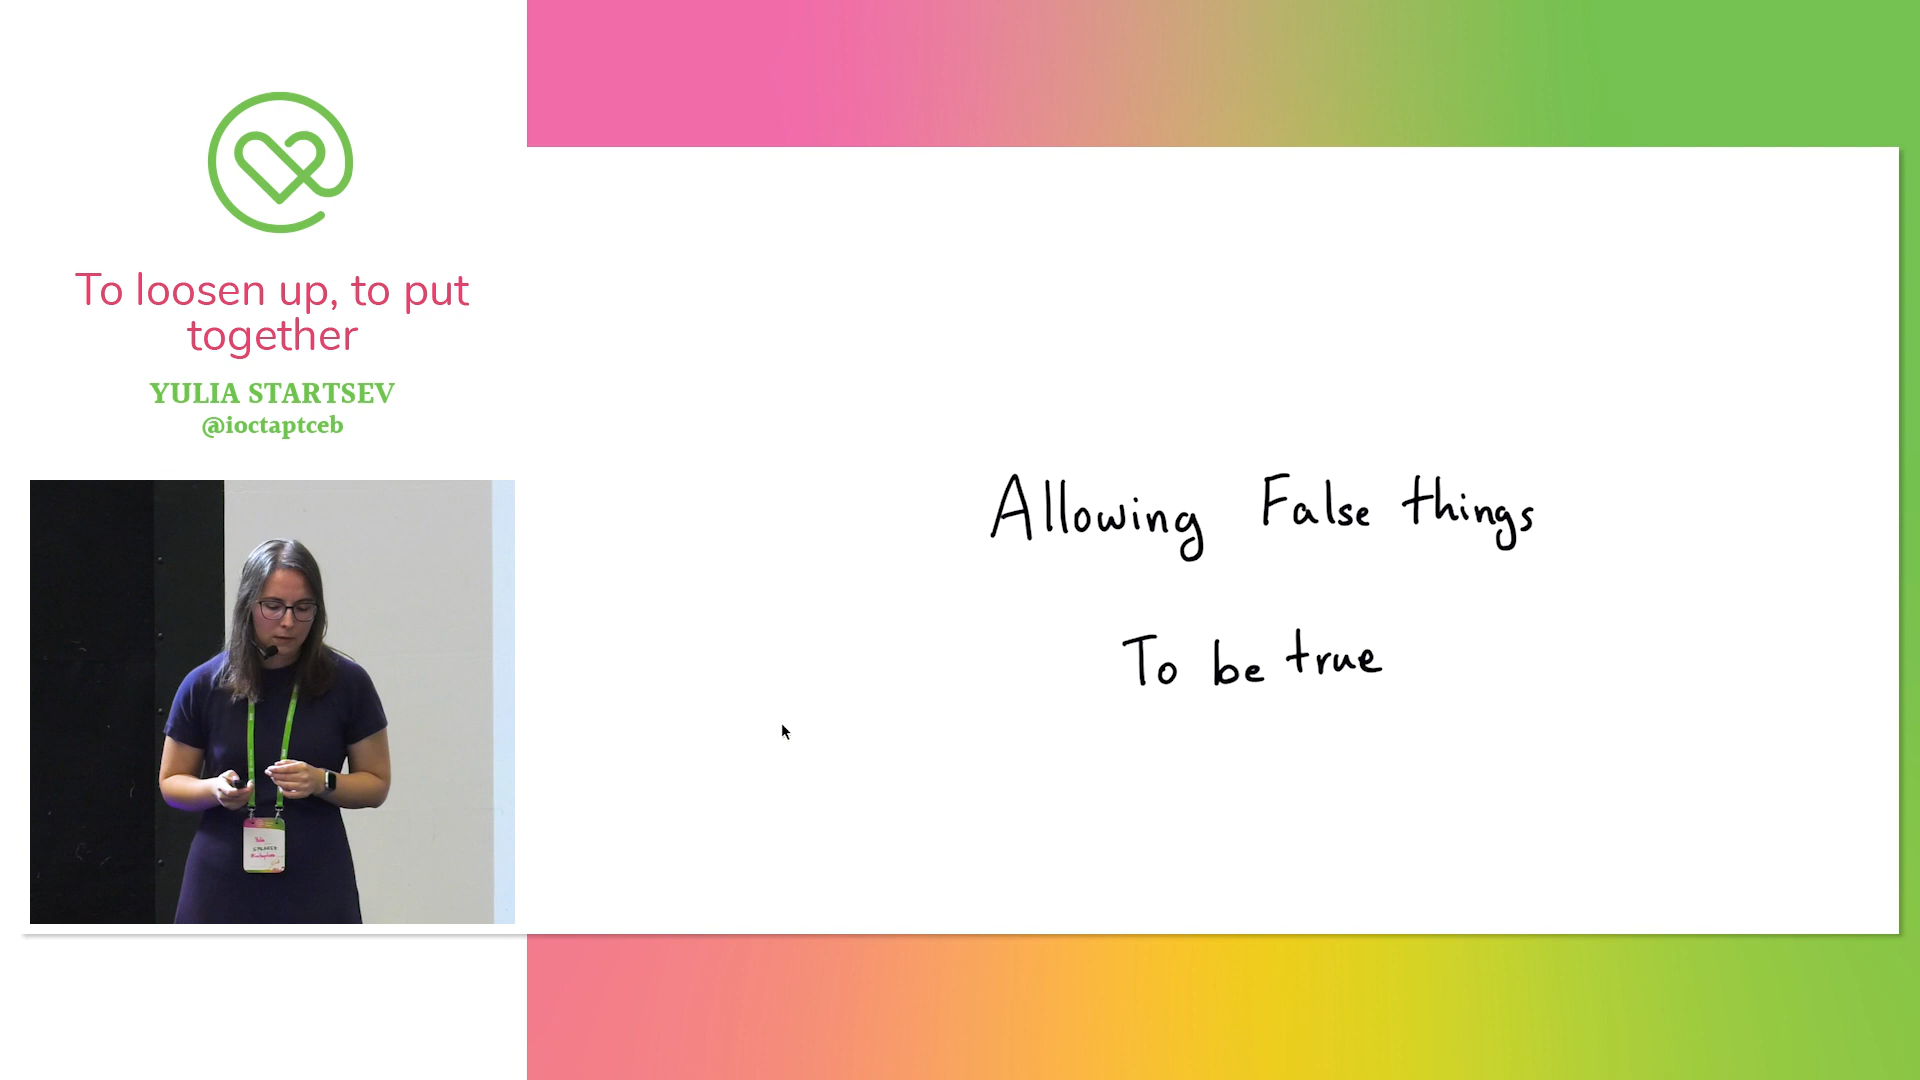 To loosen up, to put
together
YULIA STARTSEV
@ioctaptceb
Allowing False things
To be true